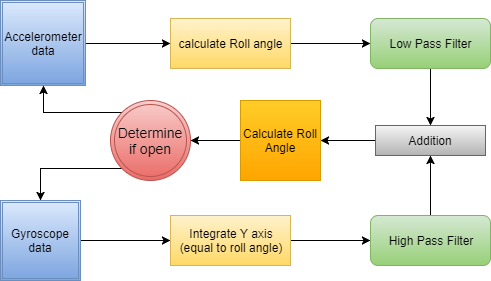 Accelerometer
data
calculate Roll angle
Low Pass Filter
Determine
if open
Calculate Roll
Angle
Addition
Gyroscope
data
Integrate Y axis
(equal to roll angle)
High Pass Filter